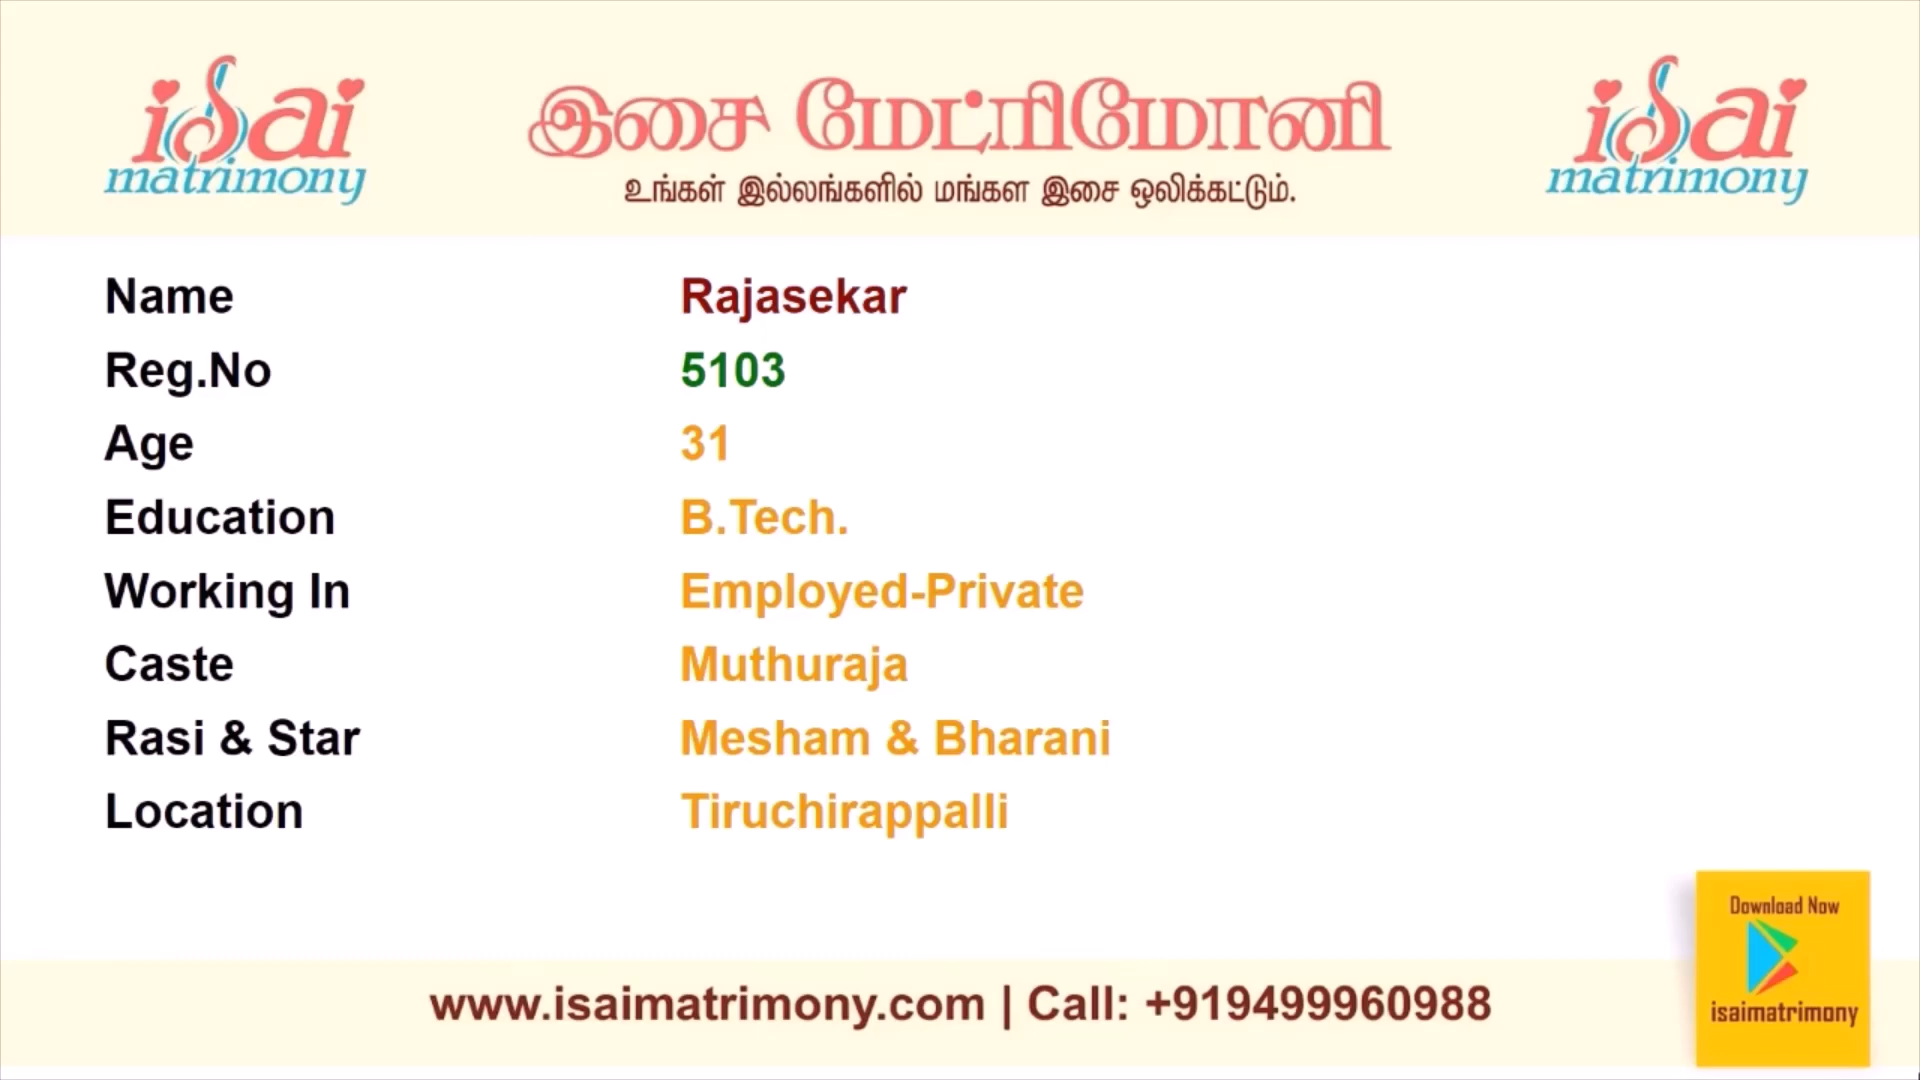 isai
matrimony
இசை மேட்ரிமோனி
உங்கள் இல்லங்களில் மங்கள இசை ஒலிக்கட்டும்.
isai
matrimony
Name Rajasekar
Reg.No 5103
Age 31
Education B.Tech.
Working In Employed-Private
Caste Muthuraja
Rasi & Star Mesham & Bharani
Location Tiruchirappalli
Download Now
isaimatrimony
www.isaimatrimony.com | Call: +919499960988